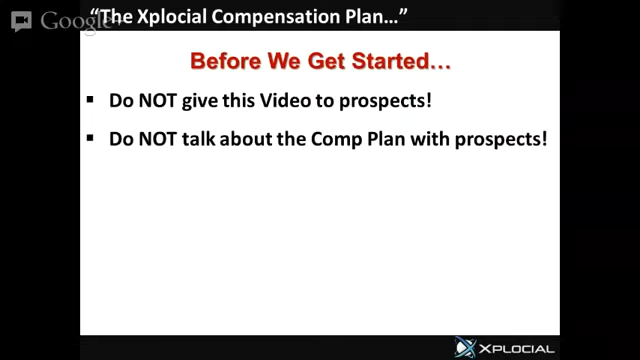 Google+
“The Xplocial Compensation Plan…”
Before We Get Started…
▪ Do NOT give this Video to prospects!
▪ Do NOT talk about the Comp Plan with prospects!
XPLOCIAL